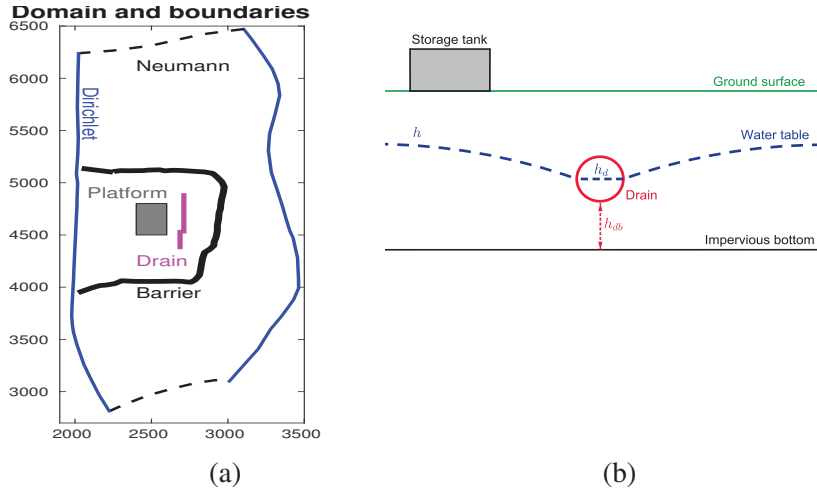 Domain and boundaries
6500
6000
5500
5000
4500
4000
3500
3000
2000
2500
3000
3500
Neumann
Dirichlet
Platform
Drain
Barrier
(a)
Storage tank
Ground surface
h
Water table
h_d
Drain
h_db
Impervious bottom
(b)